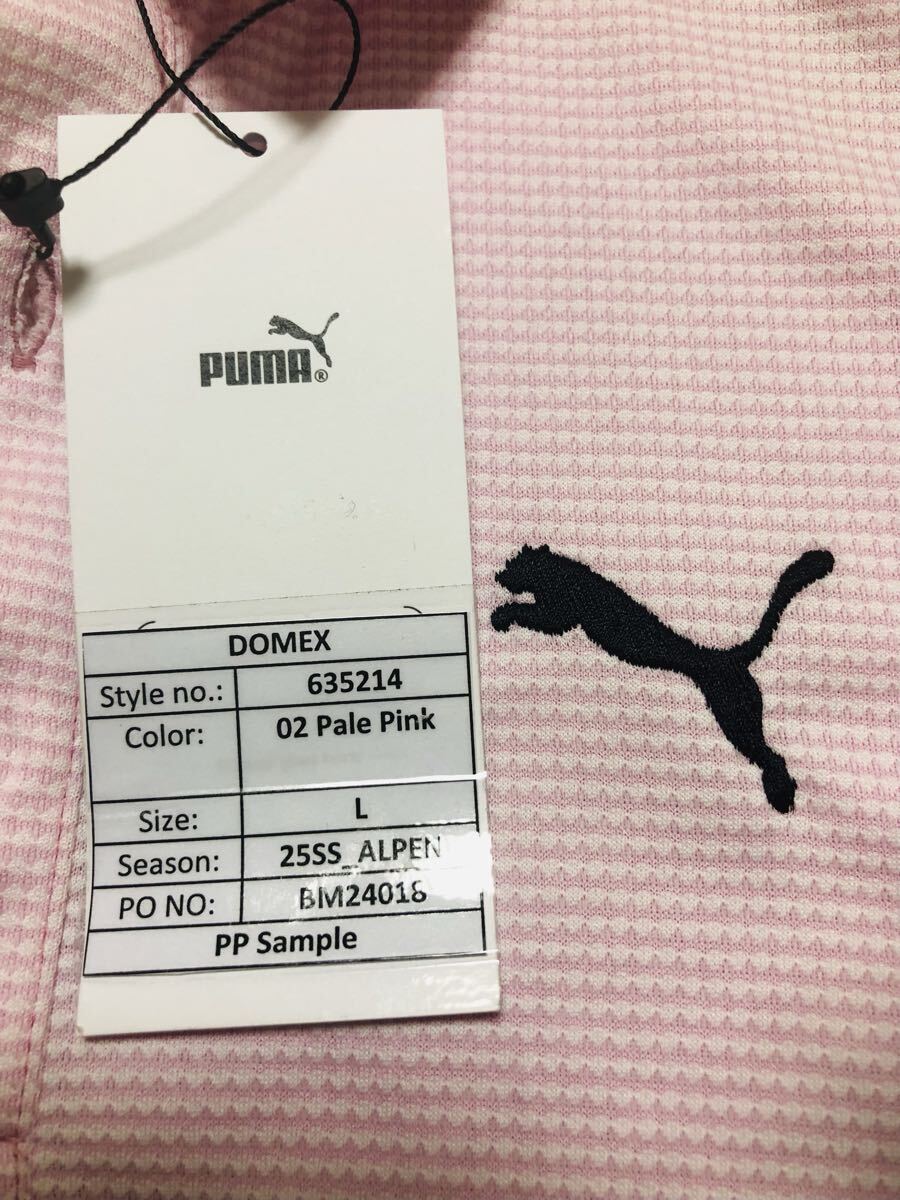 PUMA®
DOMEX
Style no.: 635214
Color: 02 Pale Pink
Size: L
Season: 25SS_ALPEN
PO NO: BM24018
PP Sample